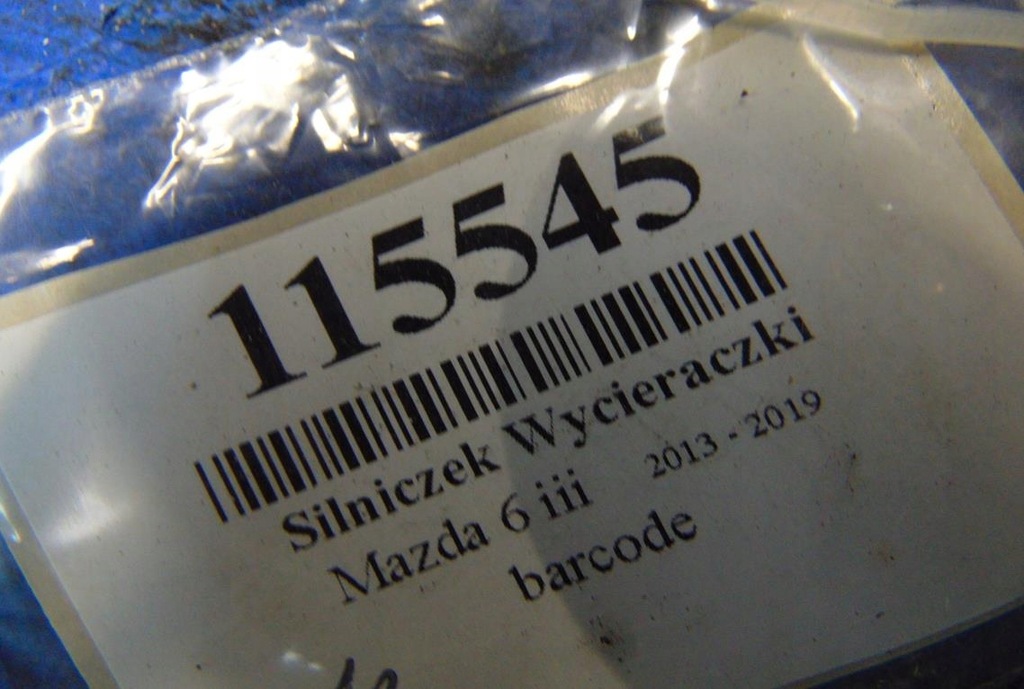 115545
Silniczek Wycieraczki
Mazda 6 iii 2013 - 2019
barcode